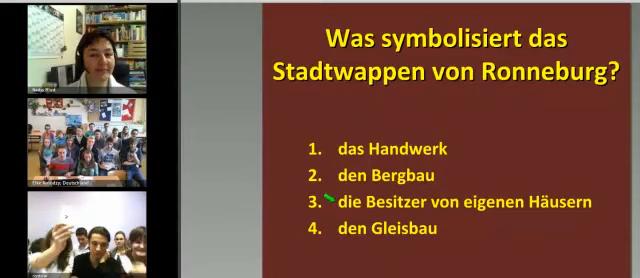 Was symbolisiert das
Stadtwappen von Ronneburg?
1. das Handwerk
2. den Bergbau
3. die Besitzer von eigenen Häusern
4. den Gleisbau
Deutschland